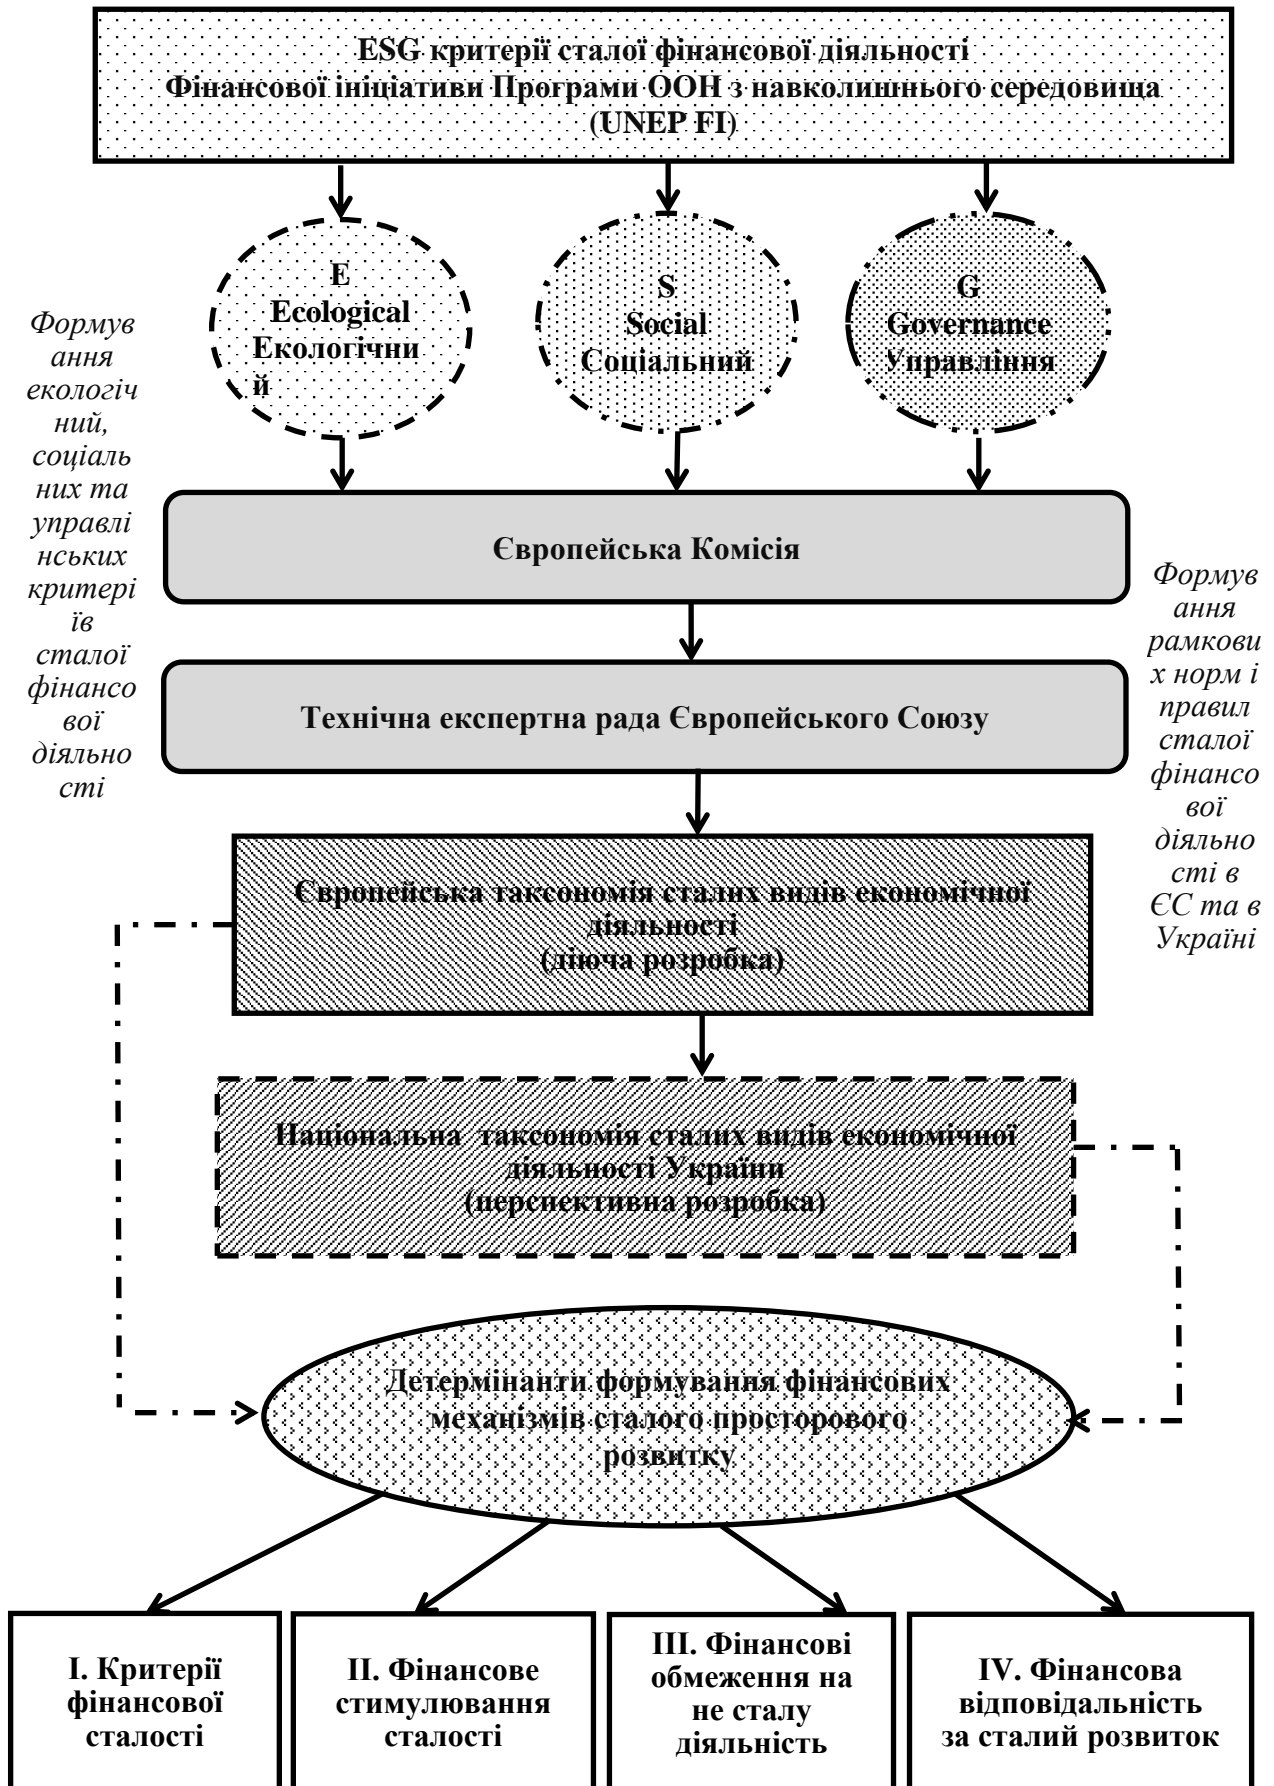 ESG критерії сталої фінансової діяльності
Фінансової ініціативи Програми ООН з навколишнього середовища
(UNEP FI)
E
Ecological
Екологічни
й
S
Social
Соціальний
G
Governance
Управління
Формув
ання
екологіч
ний,
соціаль
них та
управлі
нських
критері
їв
сталої
фінансо
вої
діяльно
сті
Європейська Комісія
Технічна експертна рада Європейського Союзу
Формув
ання
рамкови
х норм і
правил
сталої
фінансо
вої
діяльно
сті в
ЄС та в
Україні
Європейська таксономія сталих видів економічної
діяльності
(діюча розробка)
Національна таксономія сталих видів економічної
діяльності України
(перспективна розробка)
Детермінанти формування фінансових
механізмів сталого просторового
розвитку
I. Критерії
фінансової
сталості
II. Фінансове
стимулювання
сталості
III. Фінансові
обмеження на
не сталу
діяльність
IV. Фінансова
відповідальність
за сталий розвиток